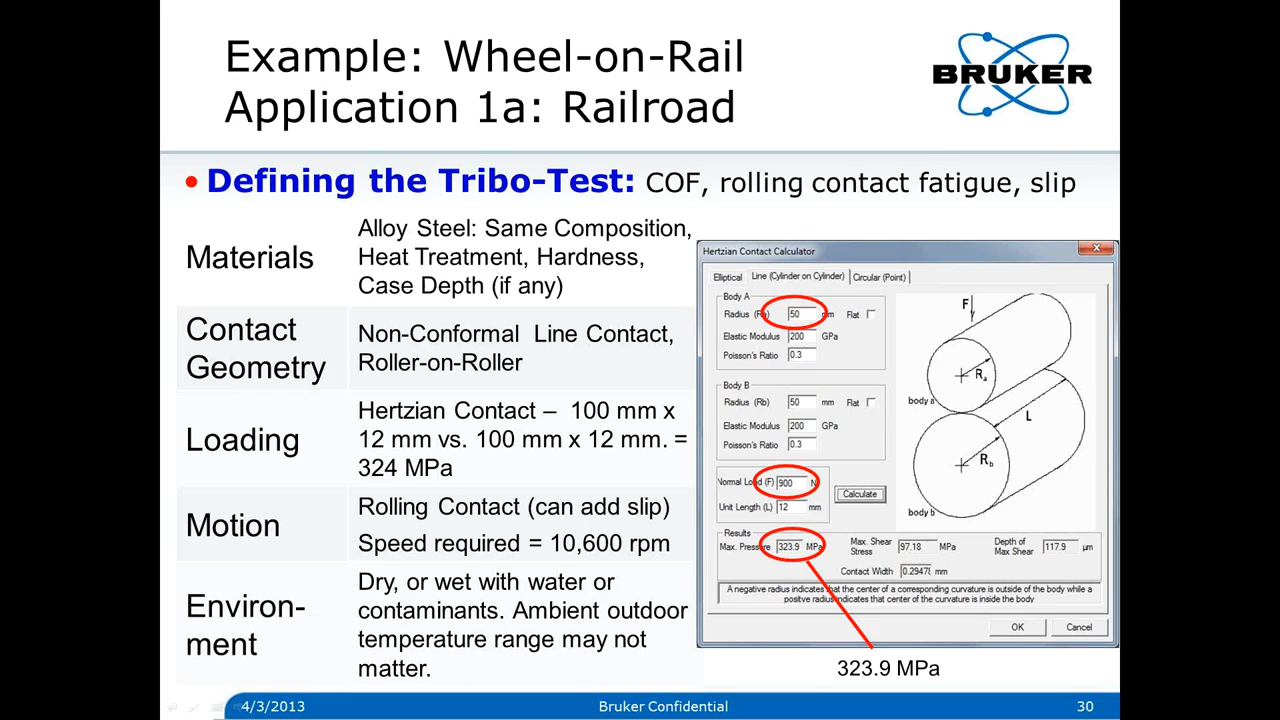 Example: Wheel-on-Rail
Application 1a: Railroad
BRUKER
• Defining the Tribo-Test: COF, rolling contact fatigue, slip
Materials
Alloy Steel: Same Composition,
Heat Treatment, Hardness,
Case Depth (if any)
Contact
Geometry
Non-Conformal Line Contact,
Roller-on-Roller
Loading
Hertzian Contact – 100 mm x
12 mm vs. 100 mm x 12 mm. =
324 MPa
Motion
Rolling Contact (can add slip)
Speed required = 10,600 rpm
Environ-
ment
Dry, or wet with water or
contaminants. Ambient outdoor
temperature range may not
matter.
Hertzian Contact Calculator
Elliptical Line (Cylinder on Cylinder) Circular (Point)
Body A
Radius 50 Flat
Elastic Modulus 200 GPa
Poisson's Ratio 0.3
Body B
Radius (Rb) 50 mm Flat
Elastic Modulus 200 GPa
Poisson's Ratio 0.3
Normal Load (F) 900 N
Unit Length (L) 12 mm
Calculate
F
Ra
body a
L
Rb
body b
Results
Max. Pressure 323.9 MPa
Max. Shear
Stress 97.18 MPa
Depth of
Max Shear 117.9 µm
Contact Width mm
A negative radius indicates that the center of a corresponding curvature is outside of the body while a
positve radius indicates that center of the curvature is inside the body
OK Cancel
323.9 MPa
4/3/2013 Bruker Confidential 30